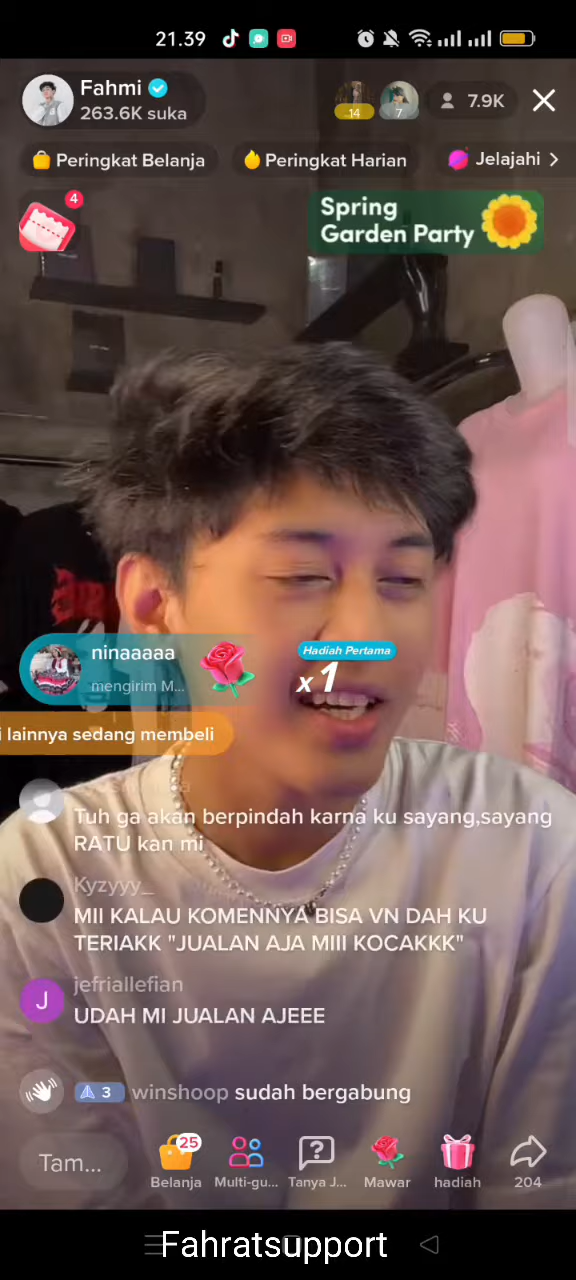 21.39
Fahmi
263.6K suka
14
7
7.9K
Peringkat Belanja
Peringkat Harian
Jelajahi >
4
Spring
Garden Party
ninaaaaa
mengirim M...
Hadiah Pertama
x1
i lainnya sedang membeli
Tuh ga akan berpindah karna ku sayang,sayang
RATU kan mi
Kyzyyy_
MII KALAU KOMENNYA BISA VN DAH KU
TERIAKK "JUALAN AJA MIII KOCAKKK"
jefriallefian
J
UDAH MI JUALAN AJEEE
3
winshoop sudah bergabung
Tam...
25
Belanja
Multi-gu...
Tanya J...
Mawar
hadiah
204
Fahratsupport